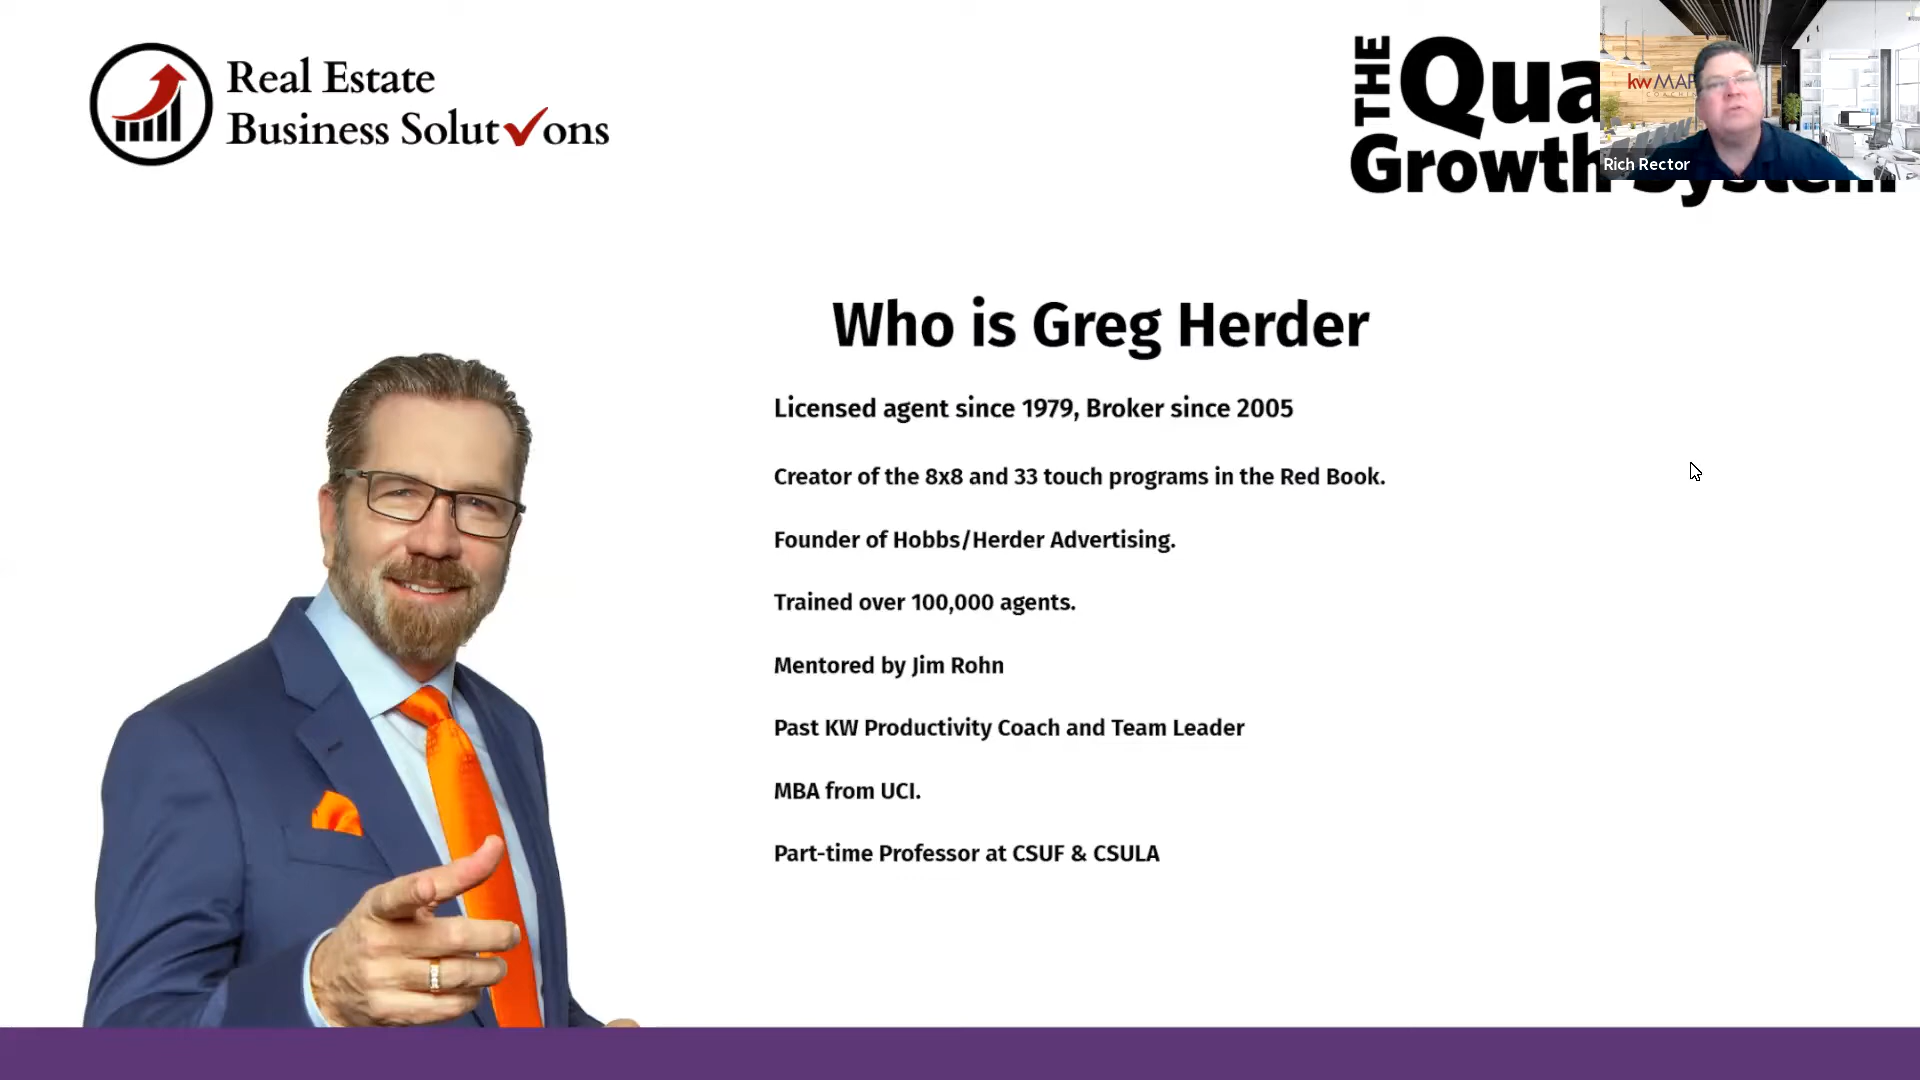 Real Estate
Business Solutions
THE
Growth
kw
Rich Rector
Who is Greg Herder
Licensed agent since 1979, Broker since 2005
Creator of the 8x8 and 33 touch programs in the Red Book.
Founder of Hobbs/Herder Advertising.
Trained over 100,000 agents.
Mentored by Jim Rohn
Past KW Productivity Coach and Team Leader
MBA from UCI.
Part-time Professor at CSUF & CSULA